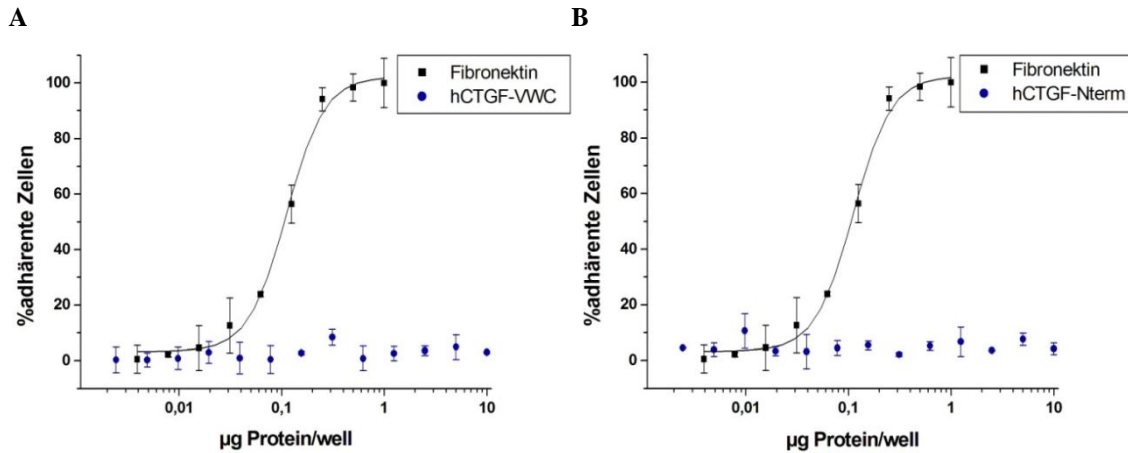 A
Fibronektin
hCTGF-VWC
100
80
60
40
20
0
%adhärente Zellen
0,01
0,1
1
10
µg Protein/well
B
Fibronektin
hCTGF-Nterm
100
80
60
40
20
0
%adhärente Zellen
0,01
0,1
1
10
µg Protein/well